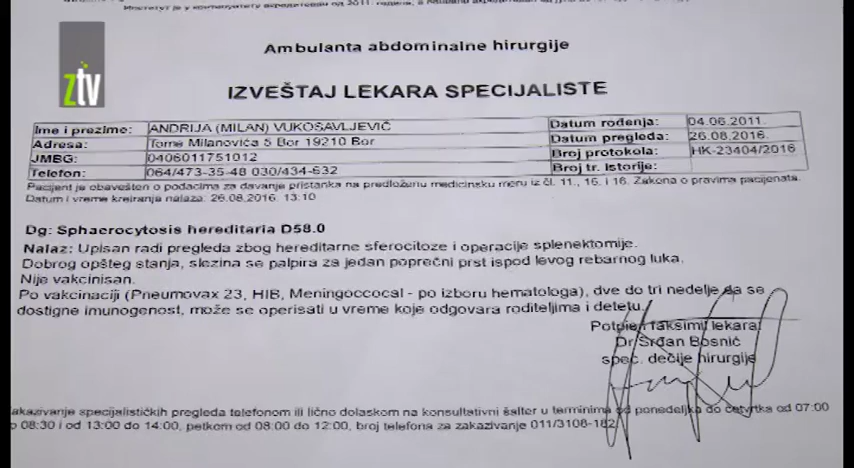 ztv
Ambulanta abdominalne hirurgije
IZVEŠTAJ LEKARA SPECIJALISTE
Ime i prezime: ANDRIJA (MILAN) VUKOSAVLJEVIĆ Datum rođenja: 04.06.2011.
Adresa: Tome Milanovića 5 Bor 19210 Bor Datum pregleda: 26.08.2016.
JMBG: 0406011751012 Broj protokola: HK-23404/2016
Telefon: 064/473-35-48 030/434-632 Broj tr. istorije:
Pacijent je obavešten o podacima za davanje pristanka na predloženu medicinsku meru iz čl. 11., 15. i 16. Zakona o pravima pacijenata.
Datum i vreme kreiranja nalaza: 26.08.2016. 13:10
Dg: Sphaerocytosis hereditaria D58.0
Nalaz: Upisan radi pregleda zbog hereditarne sferocitoze i operacije splenektomije.
Dobrog opšteg stanja, slezina se palpira za jedan poprečni prst ispod levog rebarnog luka.
Nije vakcinisan.
Po vakcinaciji (Pneumovax 23, HIB, Meningoccocal - po izboru hematologa), dve do tri nedelje da se
dostigne imunogenost, može se operisati u vreme koje odgovara roditeljima i detetu.
Potpis i faksimil lekara
Dr Srđan Bosnić
spec. dečije hirurgije
akazivanje specijalističkih pregleda telefonom ili lično dolaskom na konsultativni šalter u terminima od ponedeljka do četvrtka od 07:00
08:30 i od 13:00 do 14:00, petkom od 08:00 do 12:00, broj telefona za zakazivanje 011/3108-182